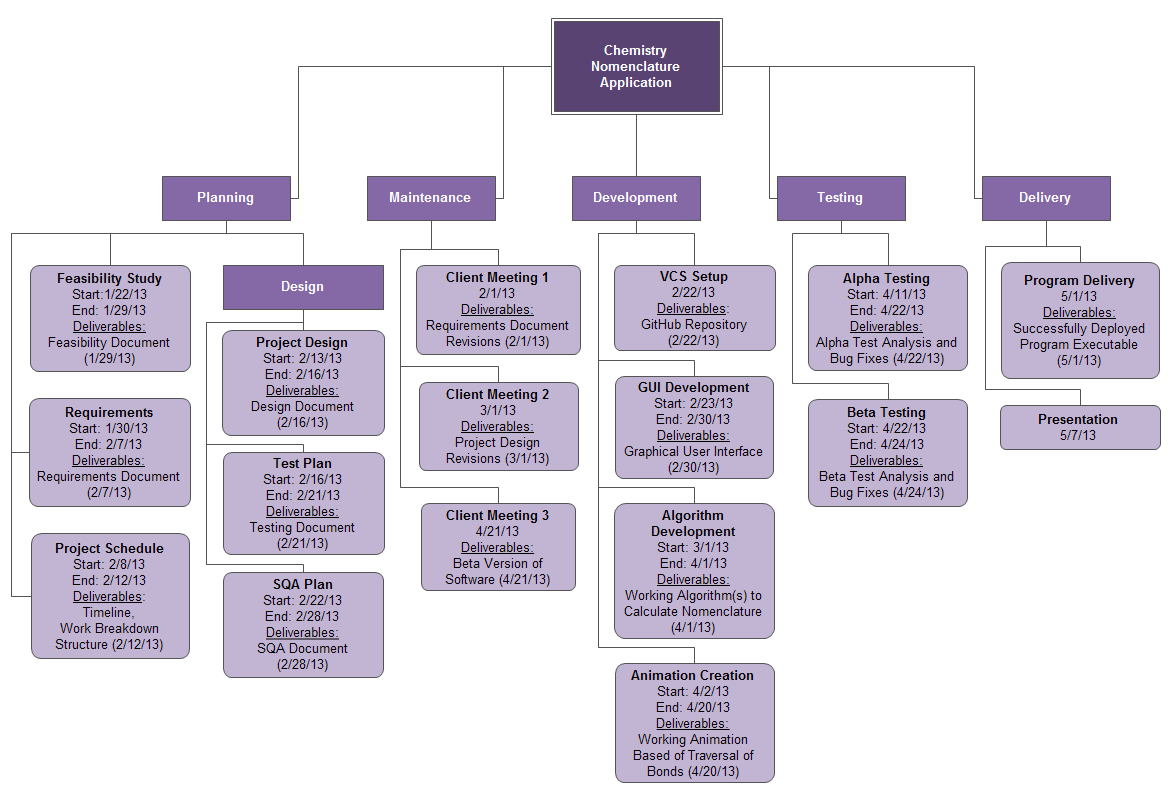 Chemistry
Nomenclature
Application
Planning
Maintenance
Development
Testing
Delivery
Feasibility Study
Start:1/22/13
End: 1/29/13
Deliverables:
Feasibility Document
(1/29/13)
Requirements
Start: 1/30/13
End: 2/7/13
Deliverables:
Requirements Document
(2/7/13)
Project Schedule
Start: 2/8/13
End: 2/12/13
Deliverables:
Timeline,
Work Breakdown
Structure (2/12/13)
Design
Project Design
Start: 2/13/13
End: 2/16/13
Deliverables:
Design Document
(2/16/13)
Test Plan
Start: 2/16/13
End: 2/21/13
Deliverables:
Testing Document
(2/21/13)
SQA Plan
Start: 2/22/13
End: 2/28/13
Deliverables:
SQA Document
(2/28/13)
Client Meeting 1
2/1/13
Deliverables:
Requirements Document
Revisions (2/1/13)
Client Meeting 2
3/1/13
Deliverables:
Project Design
Revisions (3/1/13)
Client Meeting 3
4/21/13
Deliverables:
Beta Version of
Software (4/21/13)
VCS Setup
2/22/13
Deliverables:
GitHub Repository
(2/22/13)
GUI Development
Start: 2/23/13
End: 2/30/13
Deliverables:
Graphical User Interface
(2/30/13)
Algorithm
Development
Start: 3/1/13
End: 4/1/13
Deliverables:
Working Algorithm(s) to
Calculate Nomenclature
(4/1/13)
Animation Creation
Start: 4/2/13
End: 4/20/13
Deliverables:
Working Animation
Based of Traversal of
Bonds (4/20/13)
Alpha Testing
Start: 4/11/13
End: 4/22/13
Deliverables:
Alpha Test Analysis and
Bug Fixes (4/22/13)
Beta Testing
Start: 4/22/13
End: 4/24/13
Deliverables:
Beta Test Analysis and
Bug Fixes (4/24/13)
Program Delivery
5/1/13
Deliverables:
Successfully Deployed
Program Executable
(5/1/13)
Presentation
5/7/13